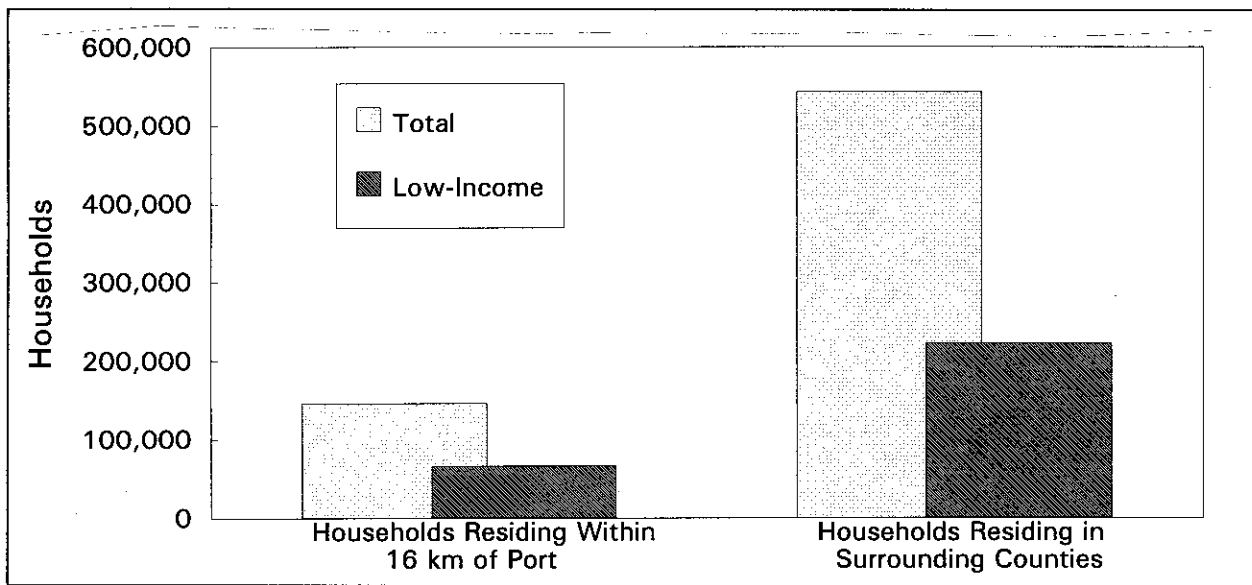 600,000
500,000
400,000
300,000
200,000
100,000
0
Households
Total
Low-Income
Households Residing Within
16 km of Port
Households Residing in
Surrounding Counties